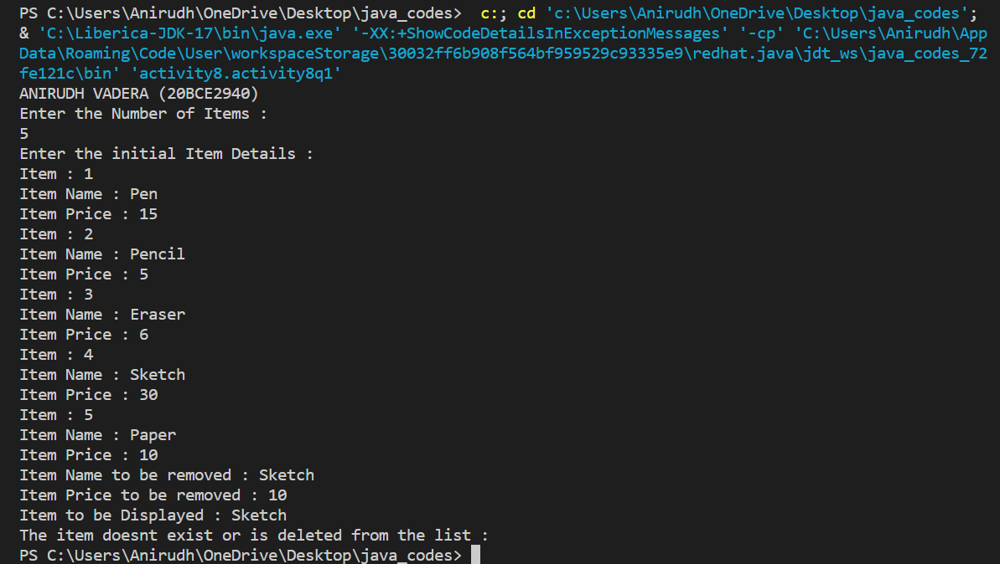 PS C:\Users\Anirudh\OneDrive\Desktop\java_codes>  c:; cd 'c:\Users\Anirudh\OneDrive\Desktop\java_codes';
& 'C:\Liberica-JDK-17\bin\java.exe' '-XX:+ShowCodeDetailsInExceptionMessages' '-cp' 'C:\Users\Anirudh\App
Data\Roaming\Code\User\workspaceStorage\30032ff6b908f564bf959529c93335e9\redhat.java\jdt_ws\java_codes_72
fe121c\bin' 'activity8.activity8q1'
ANIRUDH VADERA (20BCE2940)
Enter the Number of Items :
5
Enter the initial Item Details :
Item : 1
Item Name : Pen
Item Price : 15
Item : 2
Item Name : Pencil
Item Price : 5
Item : 3
Item Name : Eraser
Item Price : 6
Item : 4
Item Name : Sketch
Item Price : 30
Item : 5
Item Name : Paper
Item Price : 10
Item Name to be removed : Sketch
Item Price to be removed : 10
Item to be Displayed : Sketch
The item doesnt exist or is deleted from the list :
PS C:\Users\Anirudh\OneDrive\Desktop\java_codes>